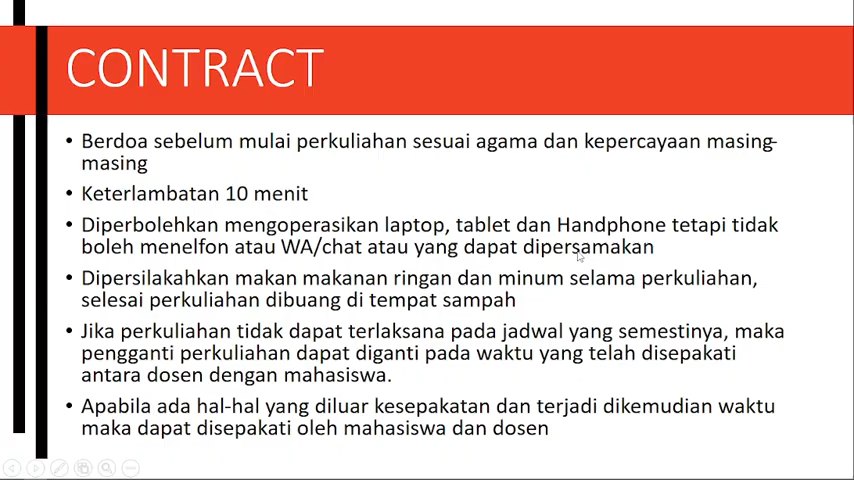 CONTRACT
• Berdoa sebelum mulai perkuliahan sesuai agama dan kepercayaan masing-
masing
• Keterlambatan 10 menit
• Diperbolehkan mengoperasikan laptop, tablet dan Handphone tetapi tidak
boleh menelfon atau WA/chat atau yang dapat dipersamakan
• Dipersilakahkan makan makanan ringan dan minum selama perkuliahan,
selesai perkuliahan dibuang di tempat sampah
• Jika perkuliahan tidak dapat terlaksana pada jadwal yang semestinya, maka
pengganti perkuliahan dapat diganti pada waktu yang telah disepakati
antara dosen dengan mahasiswa.
• Apabila ada hal-hal yang diluar kesepakatan dan terjadi dikemudian waktu
maka dapat disepakati oleh mahasiswa dan dosen